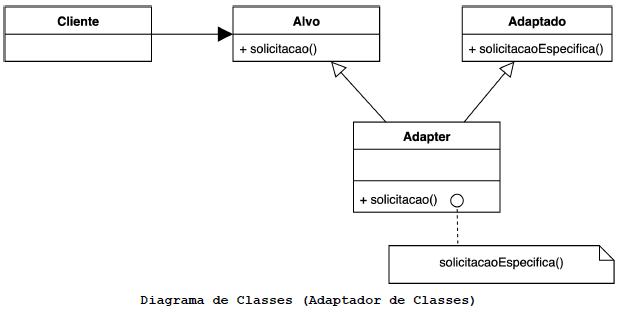 Cliente
Alvo
+ solicitacao()
Adaptado
+ solicitacaoEspecifica()
Adapter
+ solicitacao()
solicitacaoEspecifica()
Diagrama de Classes (Adaptador de Classes)